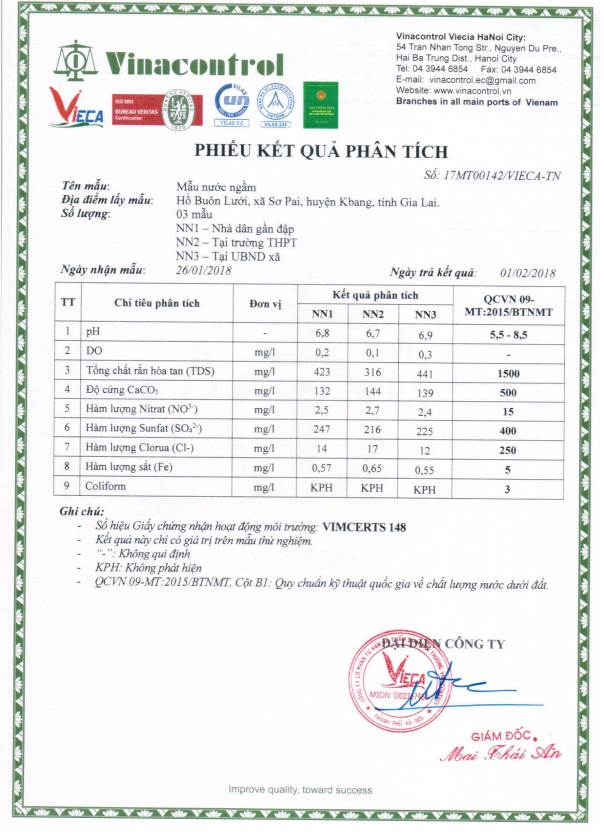 Vinacontrol
Vinacontrol Viecia HaNoi City:
54 Tran Nhan Tong Str., Nguyen Du Pre.,
Hai Ba Trung Dist., Hanoi City
Tel: 04 3944 6854 Fax: 04 3944 6854
E-mail: vinacontrol.ec@gmail.com
Website: www.vinacontrol.vn
Branches in all main ports of Vienam
VIECA
ISO 9001
BUREAU VERITAS
Certification
PHIẾU KẾT QUẢ PHÂN TÍCH
Số: 17MT00142/VIECA-TN
Tên mẫu: Mẫu nước ngầm
Địa điểm lấy mẫu: Hồ Buôn Lưới, xã Sơ Pai, huyện Kbang, tỉnh Gia Lai.
Số lượng: 03 mẫu
NN1 – Nhà dân gần đập
NN2 – Tại trường THPT
NN3 – Tại UBND xã
Ngày nhận mẫu: 26/01/2018 Ngày trả kết quả: 01/02/2018
TT Chỉ tiêu phân tích Đơn vị Kết quả phân tích QCVN 09-MT:2015/BTNMT
NN1 NN2 NN3
1 pH - 6,8 6,7 6,9 5,5 - 8,5
2 DO mg/l 0,2 0,1 0,3 -
3 Tổng chất rắn hòa tan (TDS) mg/l 423 316 441 1500
4 Độ cứng CaCO3 mg/l 132 144 139 500
5 Hàm lượng Nitrat (NO³⁻) mg/l 2,5 2,7 2,4 15
6 Hàm lượng Sunfat (SO₄²⁻) mg/l 247 216 225 400
7 Hàm lượng Clorua (Cl-) mg/l 14 17 12 250
8 Hàm lượng sắt (Fe) mg/l 0,57 0,65 0,55 5
9 Coliform mg/l KPH KPH KPH 3
Ghi chú:
- Số hiệu Giấy chứng nhận hoạt động môi trường: VIMCERTS 148
- Kết quả này chỉ có giá trị trên mẫu thử nghiệm.
- "-": Không qui định
- KPH: Không phát hiện
- QCVN 09-MT:2015/BTNMT, Cột B1: Quy chuẩn kỹ thuật quốc gia về chất lượng nước dưới đất.
ĐẠI DIỆN CÔNG TY
VIECA
THÀNH PHỐ HÀ NỘI
GIÁM ĐỐC
Mai Thái An
Improve quality, toward success